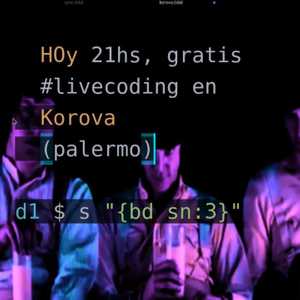 HOy 21hs, gratis
#livecoding en
Korova
(palermo)
d1 $ s "{bd sn:3}"